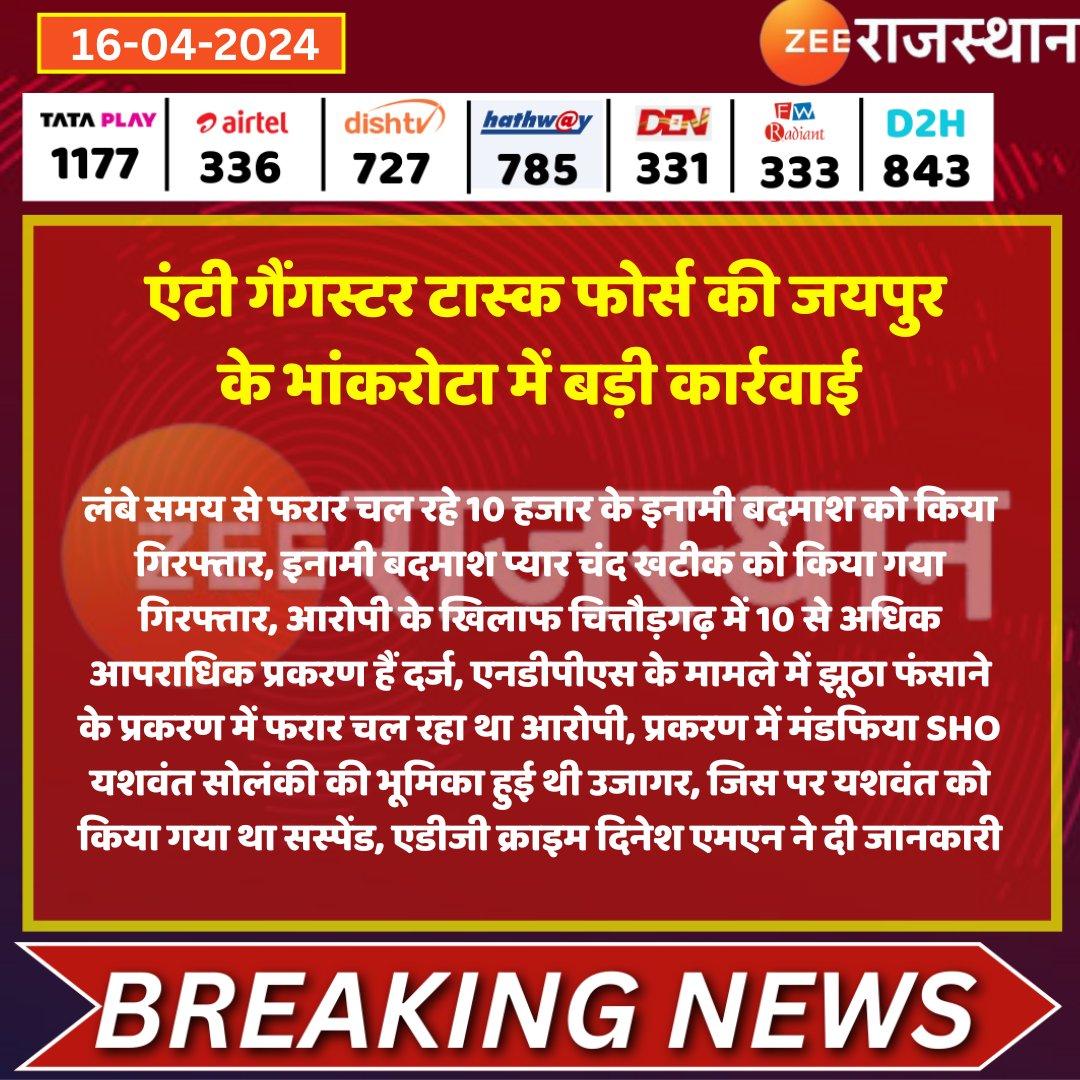 16-04-2024
ZEE राजस्थान
TATA PLAY airtel dishtv hathw@y DEN FW Radiant D2H
1177 336 727 785 331 333 843
एंटी गैंगस्टर टास्क फोर्स की जयपुर
के भांकरोटा में बड़ी कार्रवाई
ZEE राजस्थान
लंबे समय से फरार चल रहे 10 हजार के इनामी बदमाश को किया
गिरफ्तार, इनामी बदमाश प्यार चंद खटीक को किया गया
गिरफ्तार, आरोपी के खिलाफ चित्तौड़गढ़ में 10 से अधिक
आपराधिक प्रकरण हैं दर्ज, एनडीपीएस के मामले में झूठा फंसाने
के प्रकरण में फरार चल रहा था आरोपी, प्रकरण में मंडफिया SHO
यशवंत सोलंकी की भूमिका हुई थी उजागर, जिस पर यशवंत को
किया गया था सस्पेंड, एडीजी क्राइम दिनेश एमएन ने दी जानकारी
BREAKING NEWS